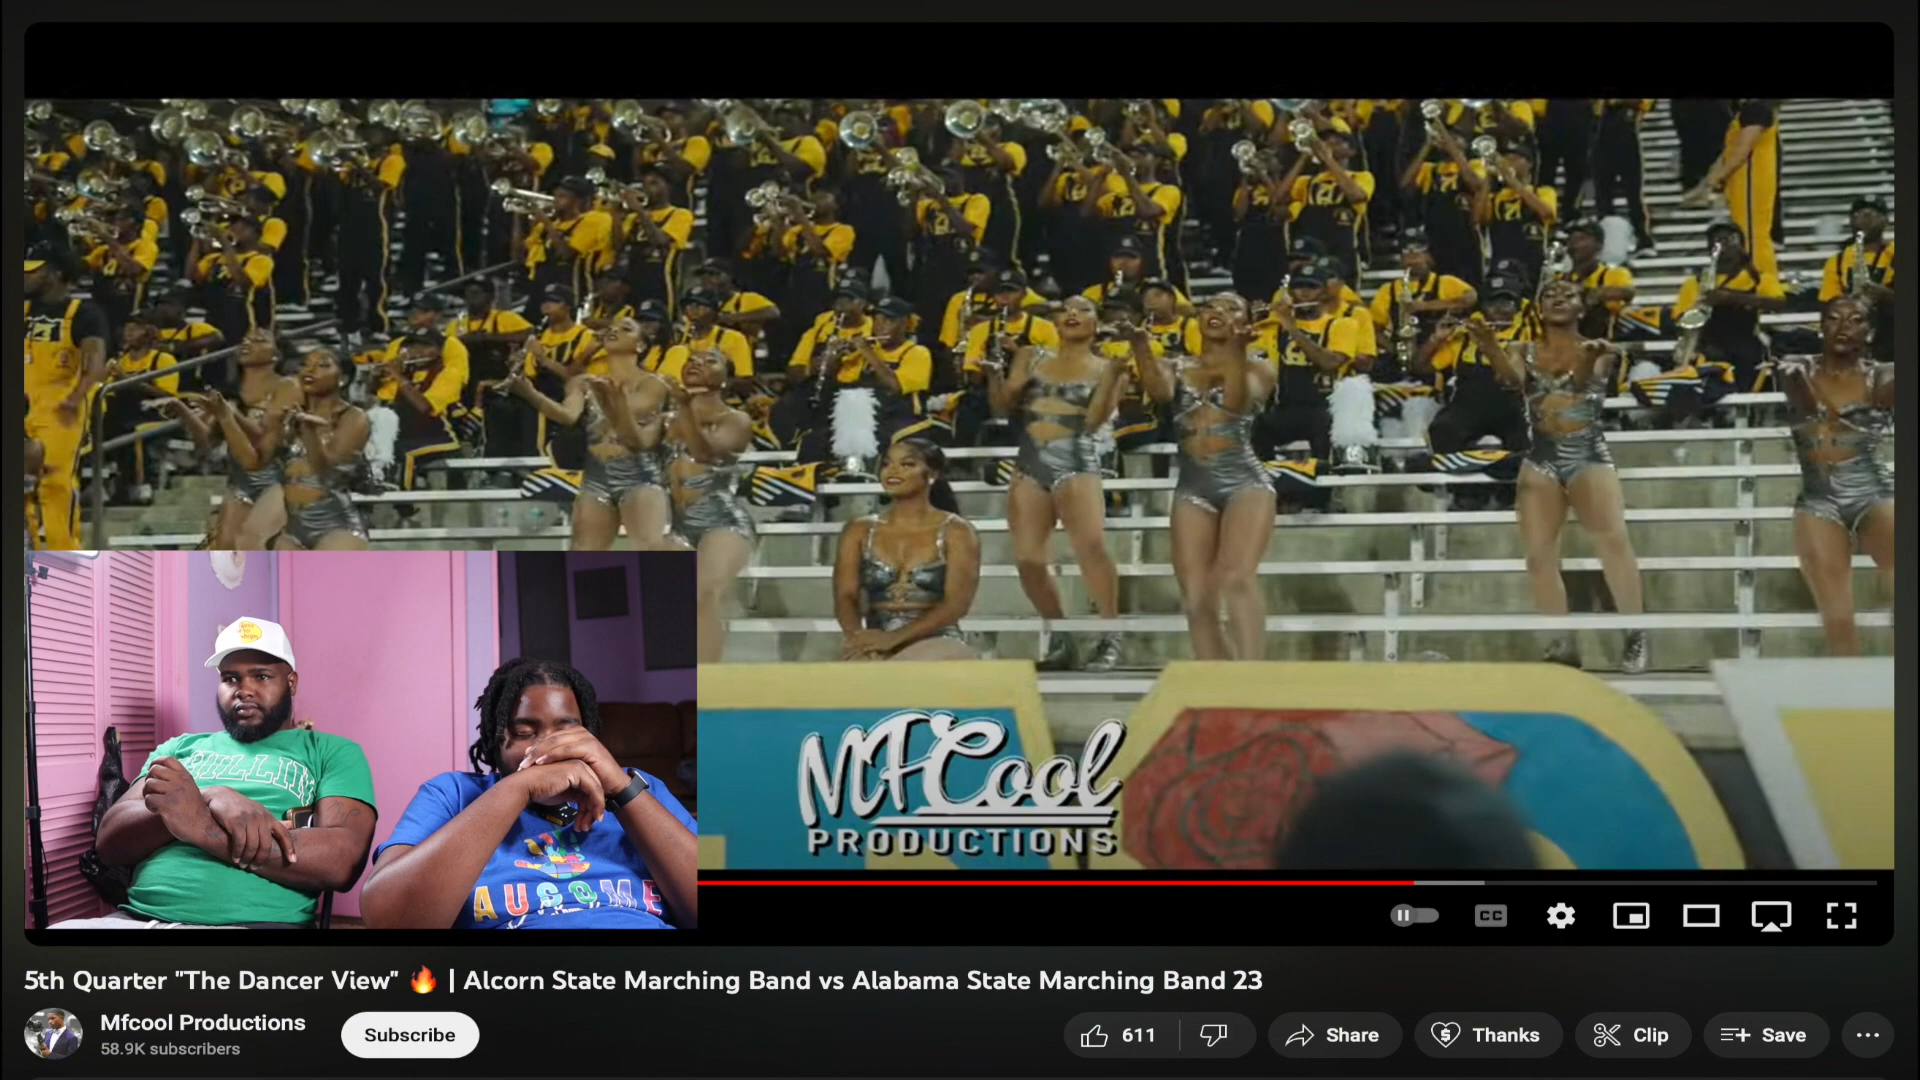 MFCool
PRODUCTIONS
AUSOME
CC
5th Quarter "The Dancer View" 🔥 | Alcorn State Marching Band vs Alabama State Marching Band 23
Mfcool Productions
58.9K subscribers
Subscribe
611
Share
Thanks
Clip
Save